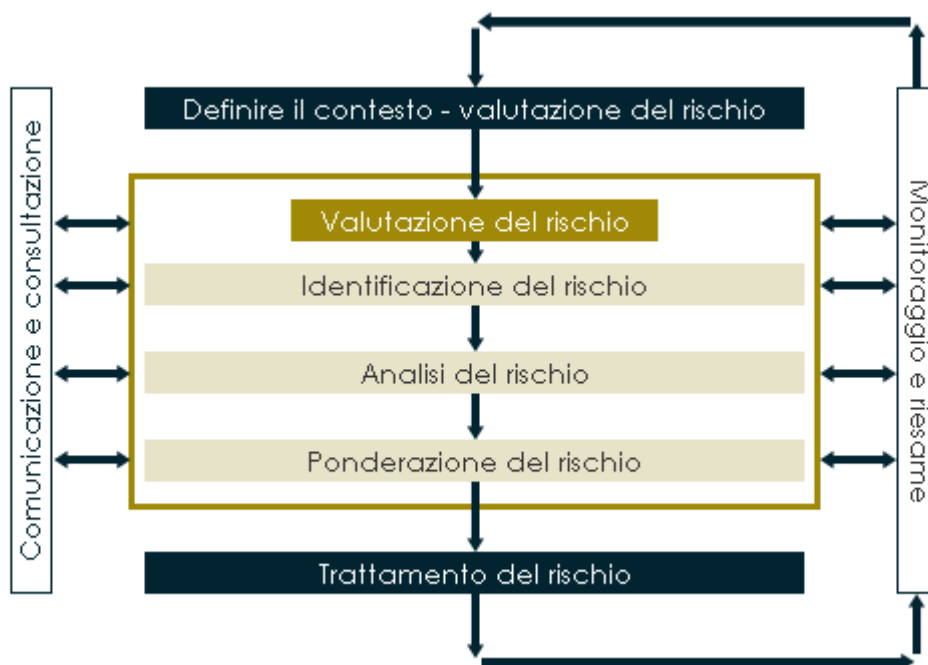 Definire il contesto - valutazione del rischio
Comunicazione e consultazione
Valutazione del rischio
Identificazione del rischio
Analisi del rischio
Ponderazione del rischio
Monitoraggio e riesame
Trattamento del rischio